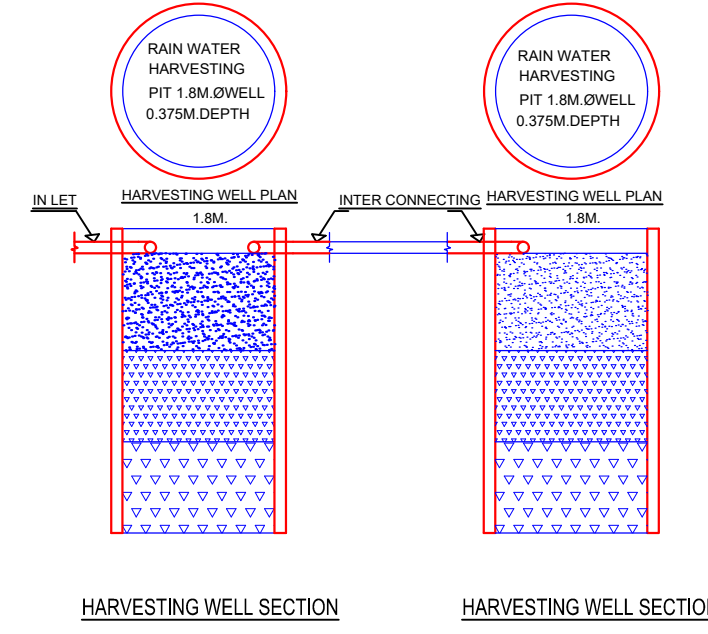 RAIN WATER
HARVESTING
PIT 1.8M.ØWELL
0.375M.DEPTH
RAIN WATER
HARVESTING
PIT 1.8M.ØWELL
0.375M.DEPTH
IN LET
HARVESTING WELL PLAN
INTER CONNECTING
HARVESTING WELL PLAN
1.8M.
1.8M.
HARVESTING WELL SECTION
HARVESTING WELL SECTION